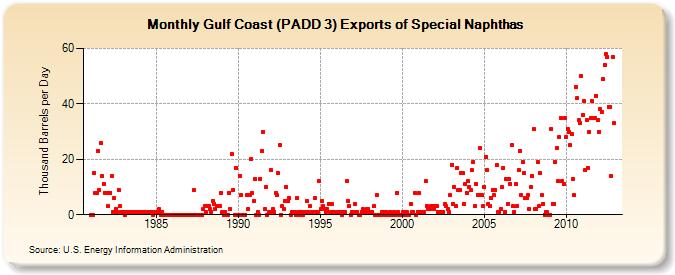 Monthly Gulf Coast (PADD 3) Exports of Special Naphthas
Thousand Barrels per Day
60
40
20
0
1985 1990 1995 2000 2005 2010
Source: U.S. Energy Information Administration